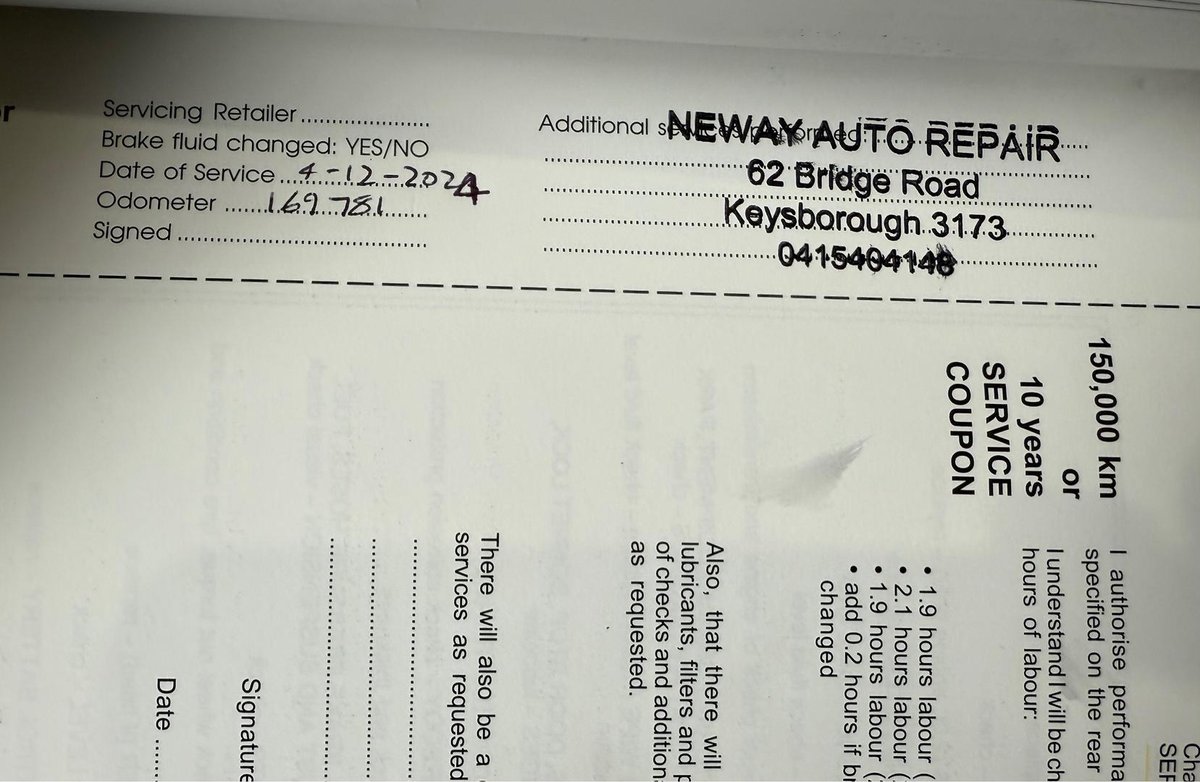 or
Servicing Retailer
Brake fluid changed: YES/NO
Date of Service 4-12-2024
Odometer 169781
Signed
Additional services performed
NEWAY AUTO REPAIR
62 Bridge Road
Keysborough 3173
0415404148
150,000 km
or
10 years
SERVICE
COUPON
I authorise performa
specified on the rear
I understand I will be ch
hours of labour:
• 1.9 hours labour (
• 2.1 hours labour (
• 1.9 hours labour (
• add 0.2 hours if br
changed
Also, that there will
lubricants, filters and p
of checks and addition
as requested.
There will also be a
services as requested
Signature
Date